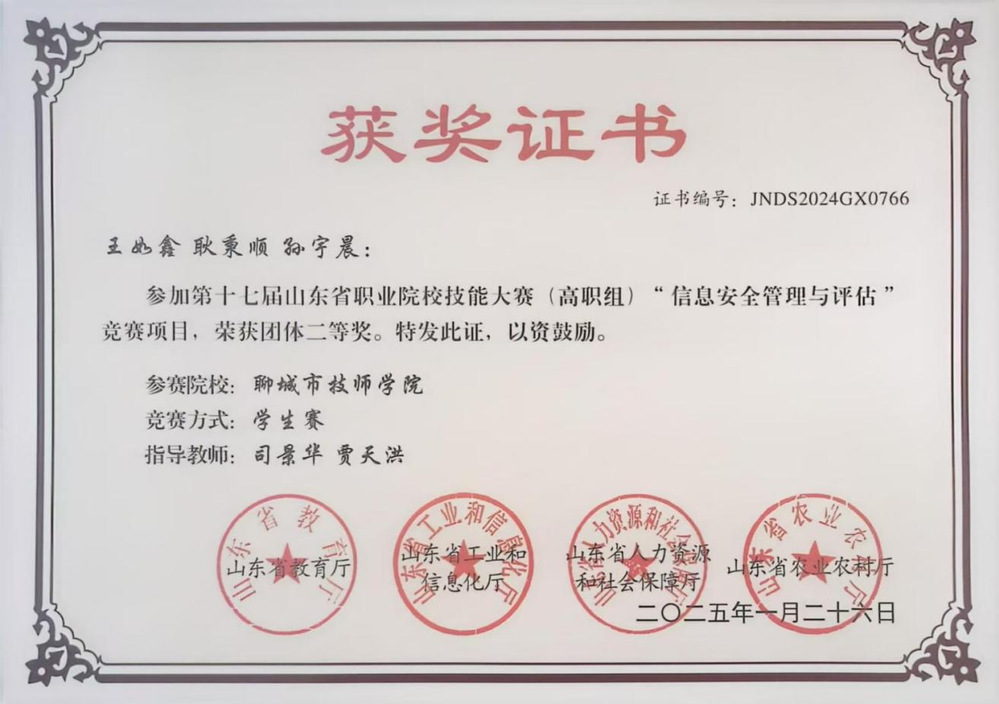 获奖证书
证书编号：JNDS2024GX0766
王如鑫 耿秉顺 孙宇晨：
参加第十七届山东省职业院校技能大赛（高职组）“信息安全管理与评估”
竞赛项目，荣获团体二等奖。特发此证，以资鼓励。
参赛院校：聊城市技师学院
竞赛方式：学生赛
指导教师：司景华 贾天洪
山东省教育厅
山东省教育厅
山东省工业和信息化厅
山东省工业和
信息化厅
山东省人力资源和社会保障厅
山东省人力资源
和社会保障厅
山东省农业农村厅
山东省农业农村厅
二〇二五年一月二十六日